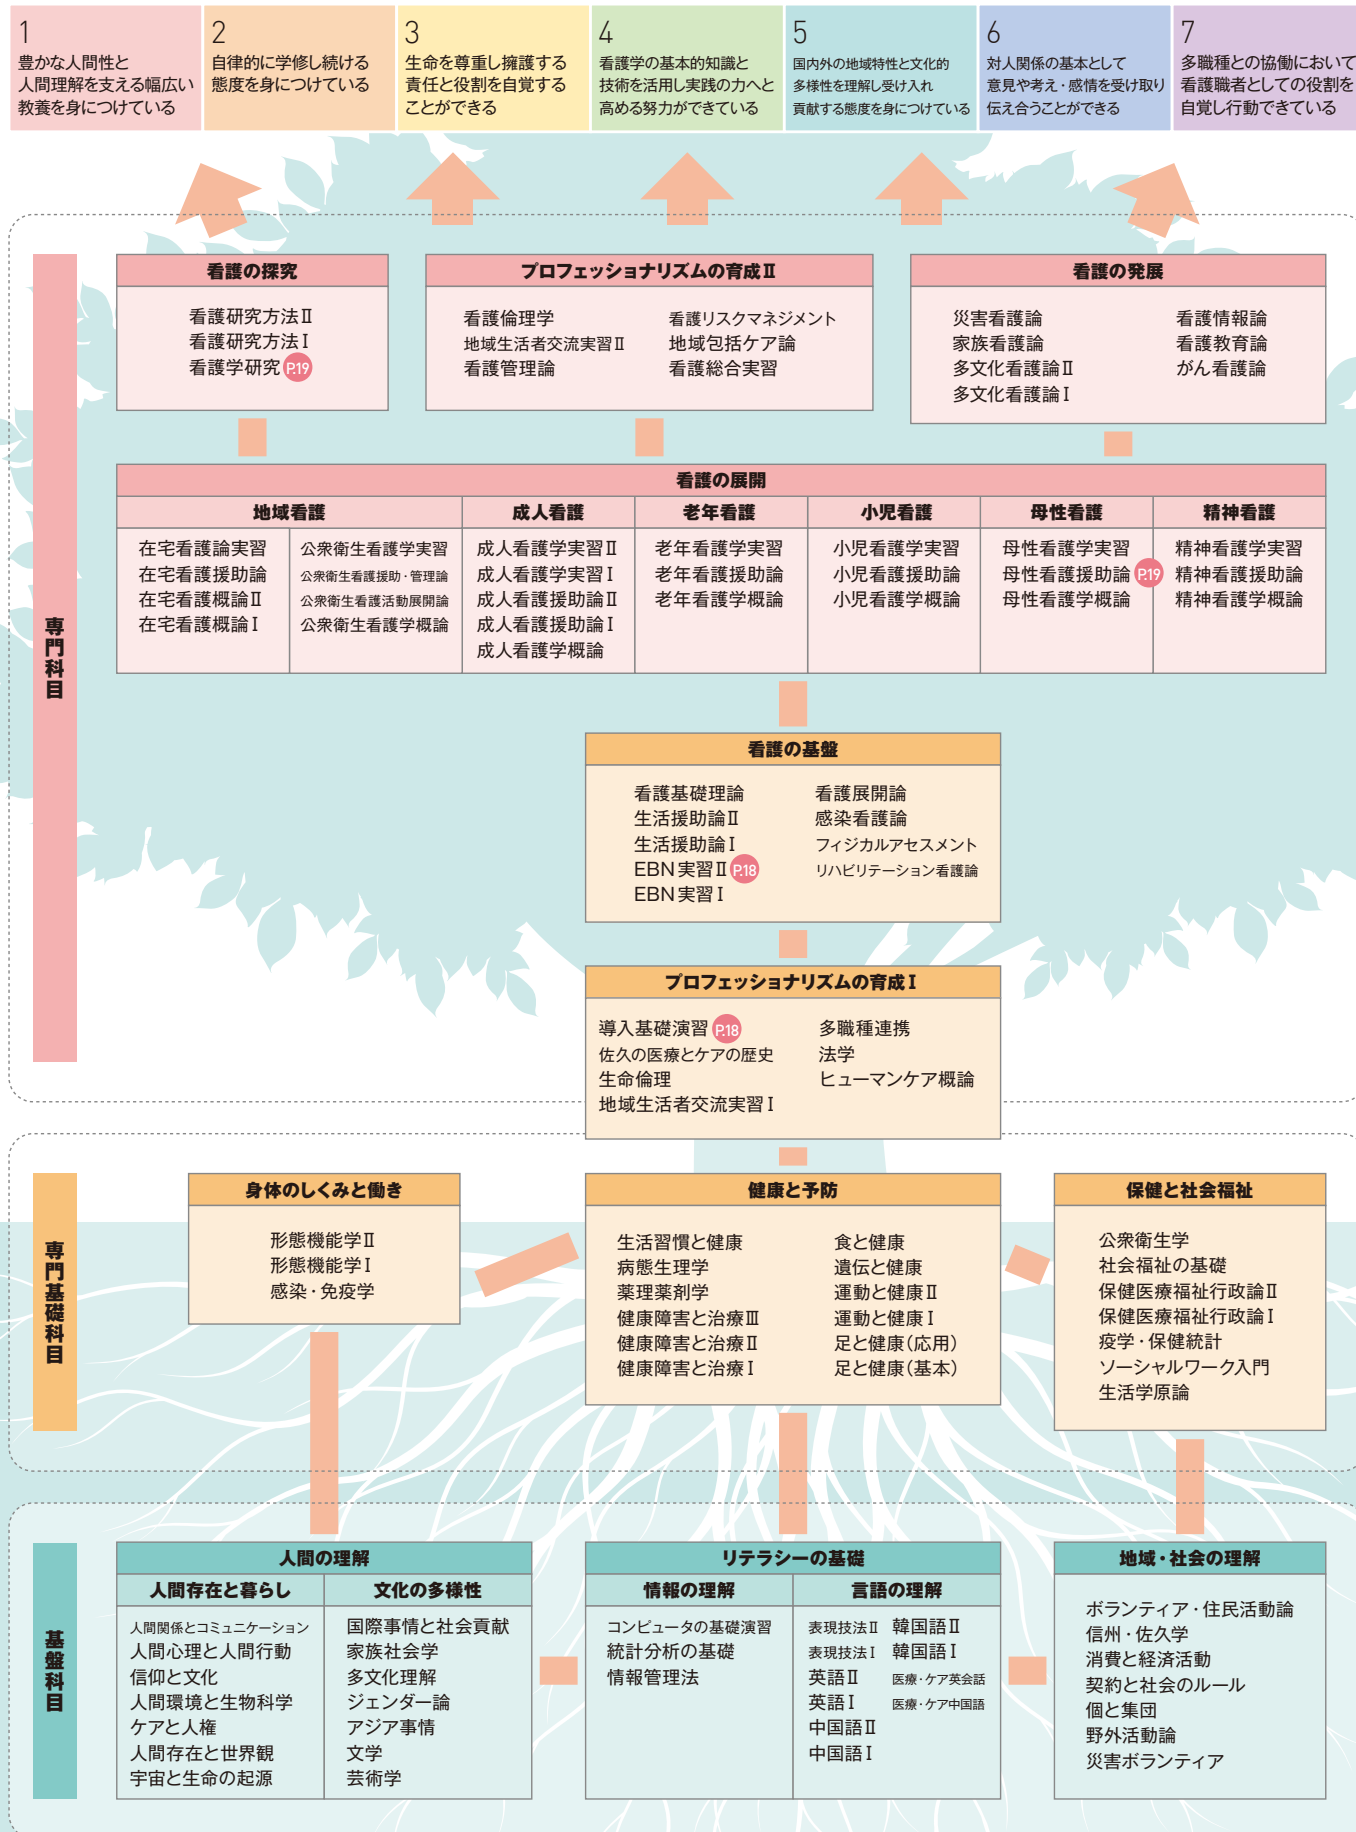 1
豊かな人間性と
人間理解を支える幅広い
教養を身につけている
2
自律的に学修し続ける
態度を身につけている
3
生命を尊重し擁護する
責任と役割を自覚する
ことができる
4
看護学の基本的知識と
技術を活用し実践の力へと
高める努力ができている
5
国内外の地域特性と文化的
多様性を理解し受け入れ
貢献する態度を身につけている
6
対人関係の基本として
意見や考え・感情を受け取り
伝え合うことができる
7
多職種との協働において
看護職者としての役割を
自覚し行動できている
専門科目
看護の探究
看護研究方法Ⅱ
看護研究方法Ⅰ
看護学研究 P.19
プロフェッショナリズムの育成Ⅱ
看護倫理学
地域生活者交流実習Ⅱ
看護管理論
看護リスクマネジメント
地域包括ケア論
看護総合実習
看護の発展
災害看護論
家族看護論
多文化看護論Ⅱ
多文化看護論Ⅰ
看護情報論
看護教育論
がん看護論
看護の展開
地域看護
在宅看護論実習
在宅看護援助論
在宅看護概論Ⅱ
在宅看護概論Ⅰ
公衆衛生看護学実習
公衆衛生看護援助・管理論
公衆衛生看護活動展開論
公衆衛生看護学概論
成人看護
成人看護学実習Ⅱ
成人看護学実習Ⅰ
成人看護援助論Ⅱ
成人看護援助論Ⅰ
成人看護学概論
老年看護
老年看護学実習
老年看護援助論
老年看護学概論
小児看護
小児看護学実習
小児看護援助論
小児看護学概論
母性看護
母性看護学実習
母性看護援助論 P.19
母性看護学概論
精神看護
精神看護学実習
精神看護援助論
精神看護学概論
看護の基盤
看護基礎理論
生活援助論Ⅱ
生活援助論Ⅰ
EBN実習Ⅱ P.18
EBN実習Ⅰ
看護展開論
感染看護論
フィジカルアセスメント
リハビリテーション看護論
プロフェッショナリズムの育成Ⅰ
導入基礎演習 P.18
佐久の医療とケアの歴史
生命倫理
地域生活者交流実習Ⅰ
多職種連携
法学
ヒューマンケア概論
専門基礎科目
身体のしくみと働き
形態機能学Ⅱ
形態機能学Ⅰ
感染・免疫学
健康と予防
生活習慣と健康
病態生理学
薬理薬剤学
健康障害と治療Ⅲ
健康障害と治療Ⅱ
健康障害と治療Ⅰ
食と健康
遺伝と健康
運動と健康Ⅱ
運動と健康Ⅰ
足と健康(応用)
足と健康(基本)
保健と社会福祉
公衆衛生学
社会福祉の基礎
保健医療福祉行政論Ⅱ
保健医療福祉行政論Ⅰ
疫学・保健統計
ソーシャルワーク入門
生活学原論
基盤科目
人間の理解
人間存在と暮らし
人間関係とコミュニケーション
人間心理と人間行動
信仰と文化
人間環境と生物科学
ケアと人権
人間存在と世界観
宇宙と生命の起源
文化の多様性
国際事情と社会貢献
家族社会学
多文化理解
ジェンダー論
アジア事情
文学
芸術学
リテラシーの基礎
情報の理解
コンピュータの基礎演習
統計分析の基礎
情報管理法
言語の理解
表現技法Ⅱ
表現技法Ⅰ
英語Ⅱ
英語Ⅰ
中国語Ⅱ
中国語Ⅰ
韓国語Ⅱ
韓国語Ⅰ
医療・ケア英会話
医療・ケア中国語
地域・社会の理解
ボランティア・住民活動論
信州・佐久学
消費と経済活動
契約と社会のルール
個と集団
野外活動論
災害ボランティア